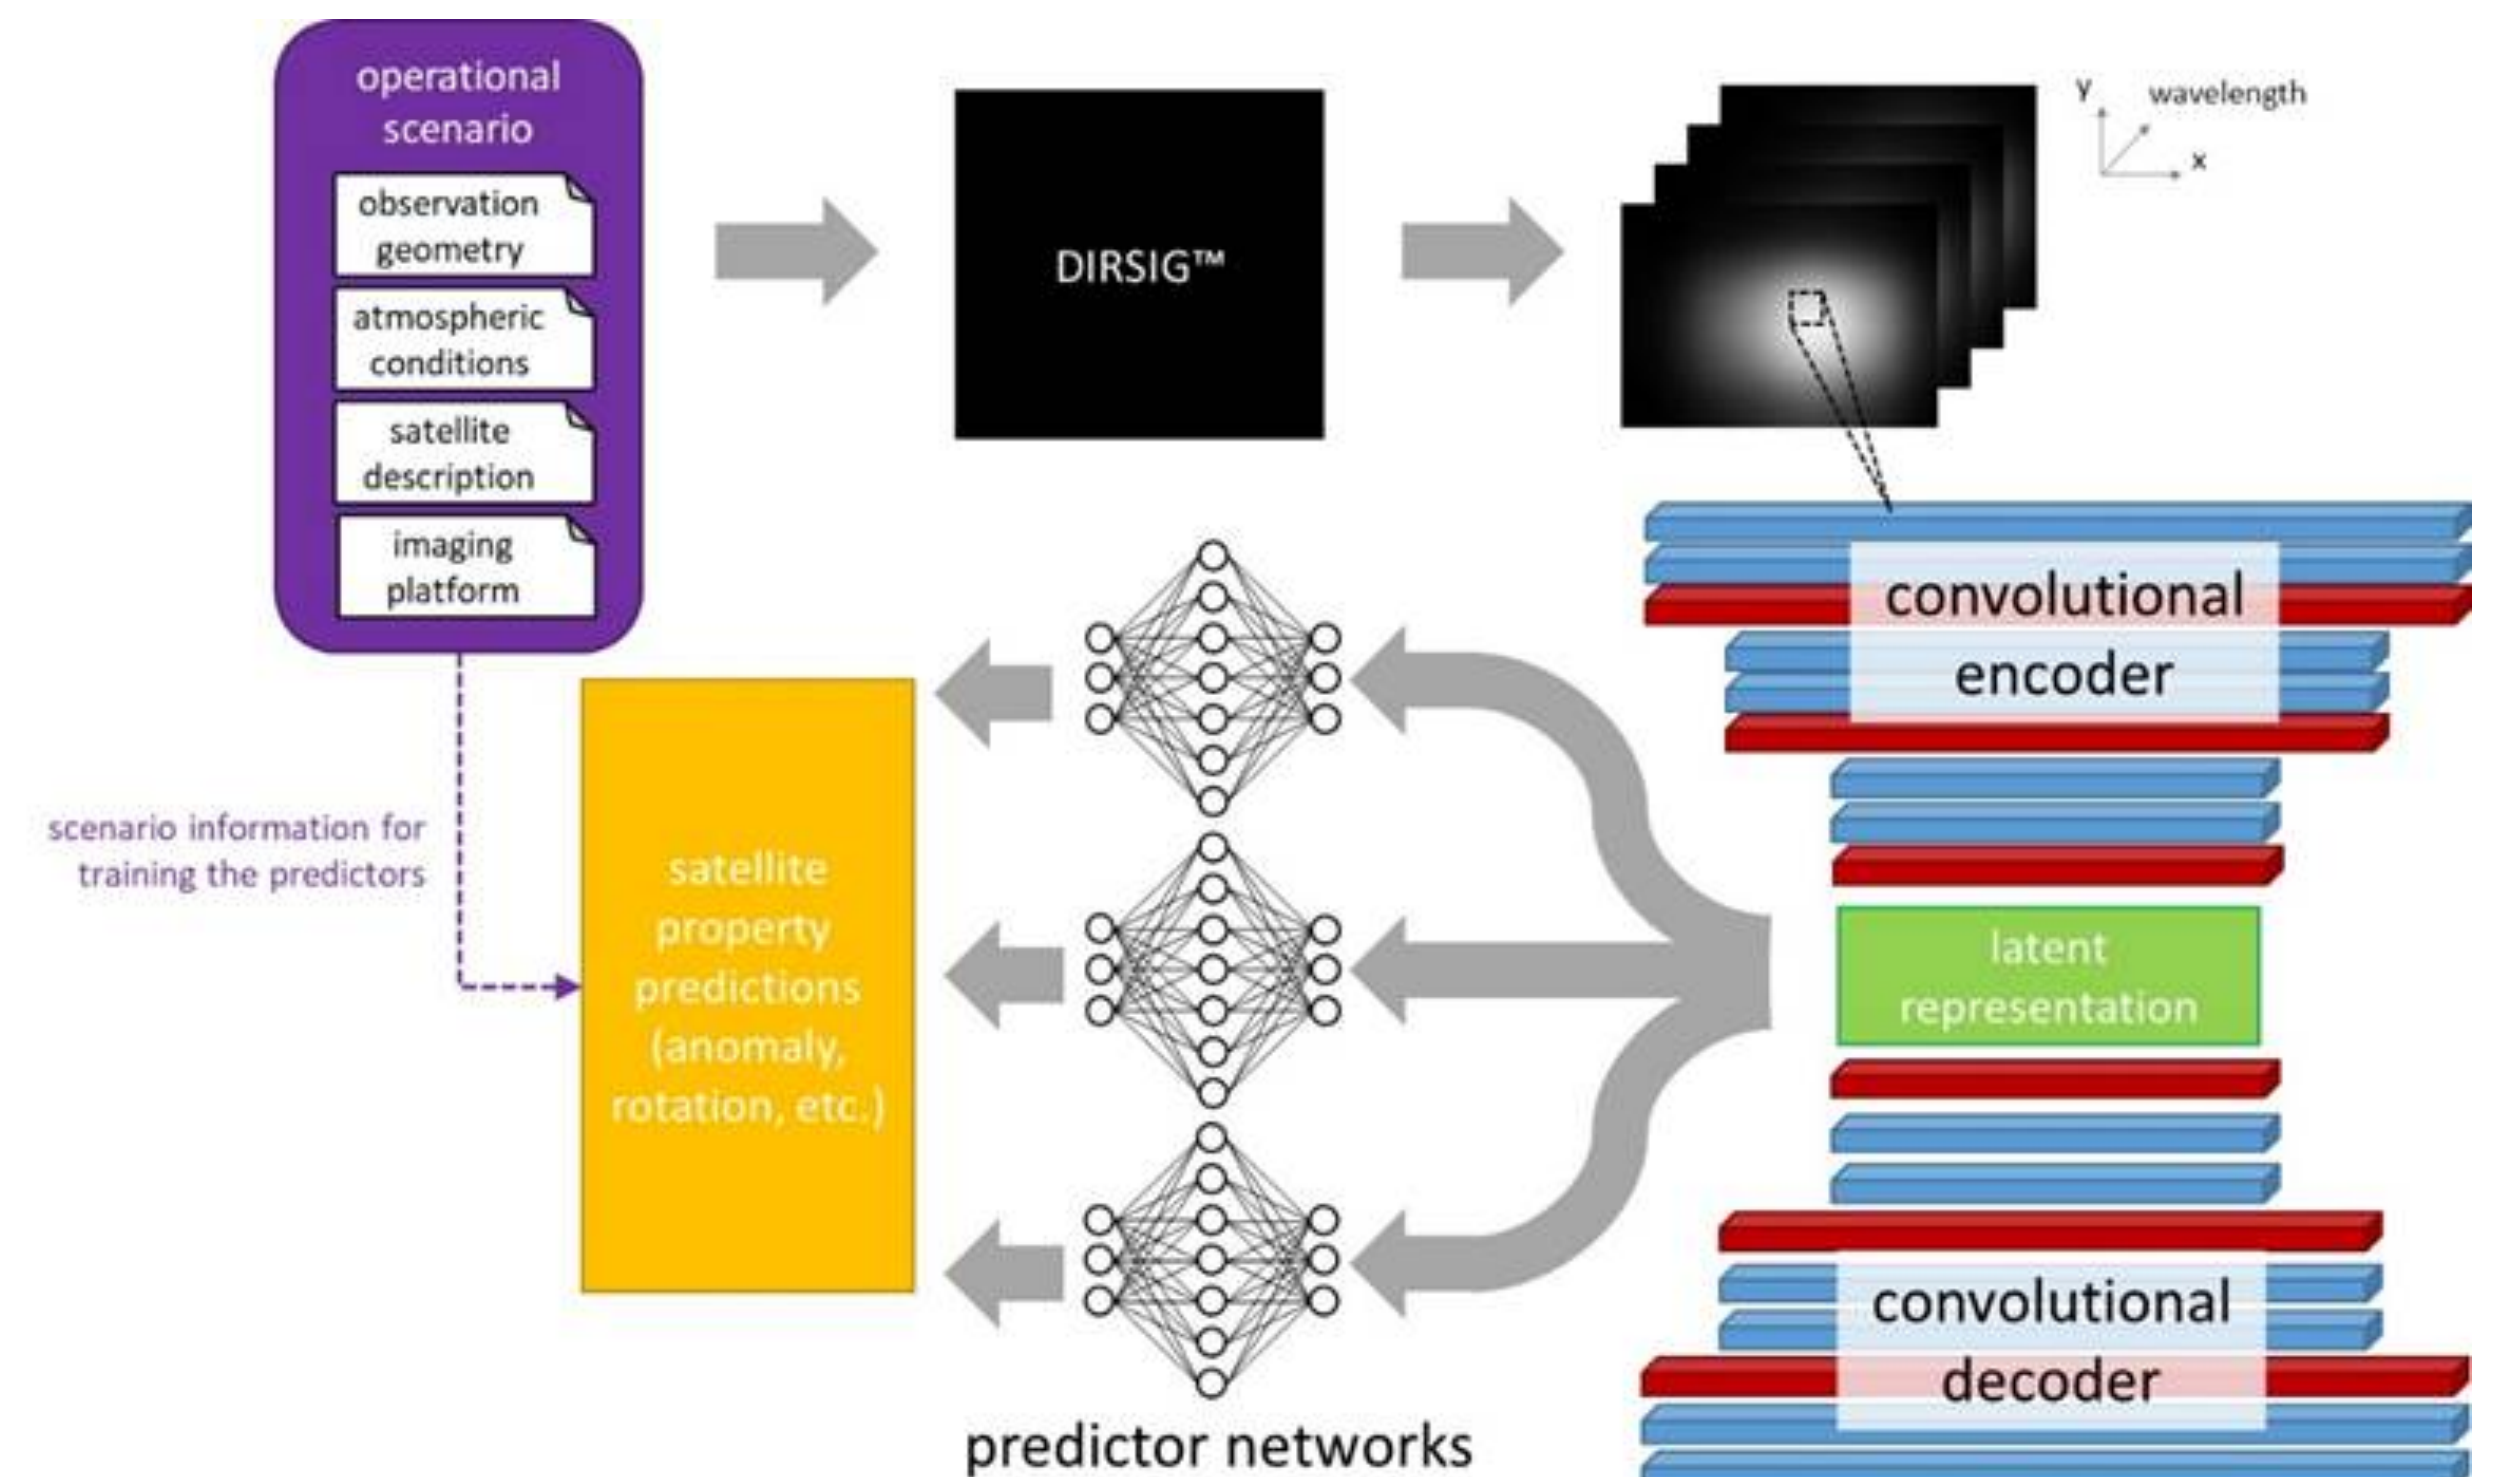 operational
scenario
observation
geometry
atmospheric
conditions
satellite
description
imaging
platform
DIRSIG™
y
wavelength
x
convolutional
encoder
scenario information for
training the predictors
satellite
property
predictions
(anomaly,
rotation, etc.)
latent
representation
convolutional
decoder
predictor networks